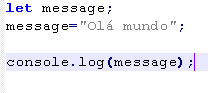 let message;
message="Olá mundo";
console.log(message);